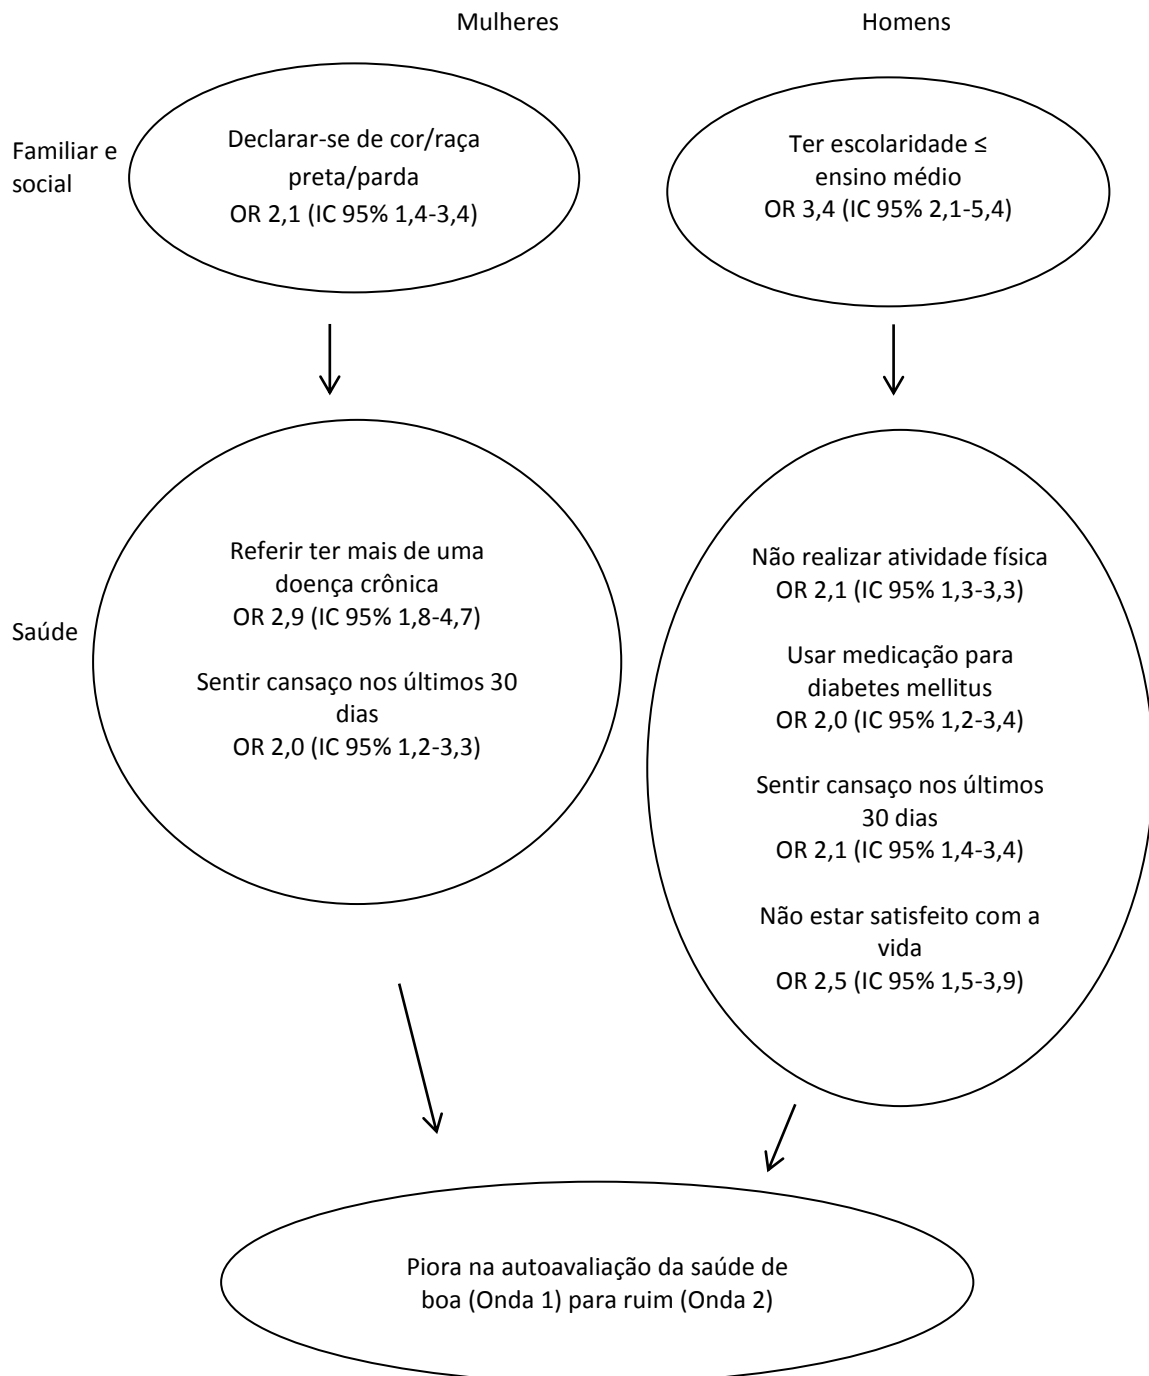 Mulheres
Homens
Familiar e
social
Declarar-se de cor/raça
preta/parda
OR 2,1 (IC 95% 1,4-3,4)
Ter escolaridade ≤
ensino médio
OR 3,4 (IC 95% 2,1-5,4)
Saúde
Referir ter mais de uma
doença crônica
OR 2,9 (IC 95% 1,8-4,7)
Sentir cansaço nos últimos 30
dias
OR 2,0 (IC 95% 1,2-3,3)
Não realizar atividade física
OR 2,1 (IC 95% 1,3-3,3)
Usar medicação para
diabetes mellitus
OR 2,0 (IC 95% 1,2-3,4)
Sentir cansaço nos últimos
30 dias
OR 2,1 (IC 95% 1,4-3,4)
Não estar satisfeito com a
vida
OR 2,5 (IC 95% 1,5-3,9)
Piora na autoavaliação da saúde de
boa (Onda 1) para ruim (Onda 2)